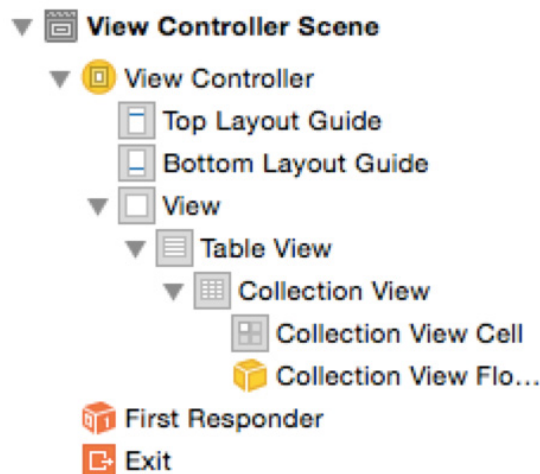 View Controller Scene
View Controller
Top Layout Guide
Bottom Layout Guide
View
Table View
Collection View
Collection View Cell
Collection View Flo...
First Responder
Exit